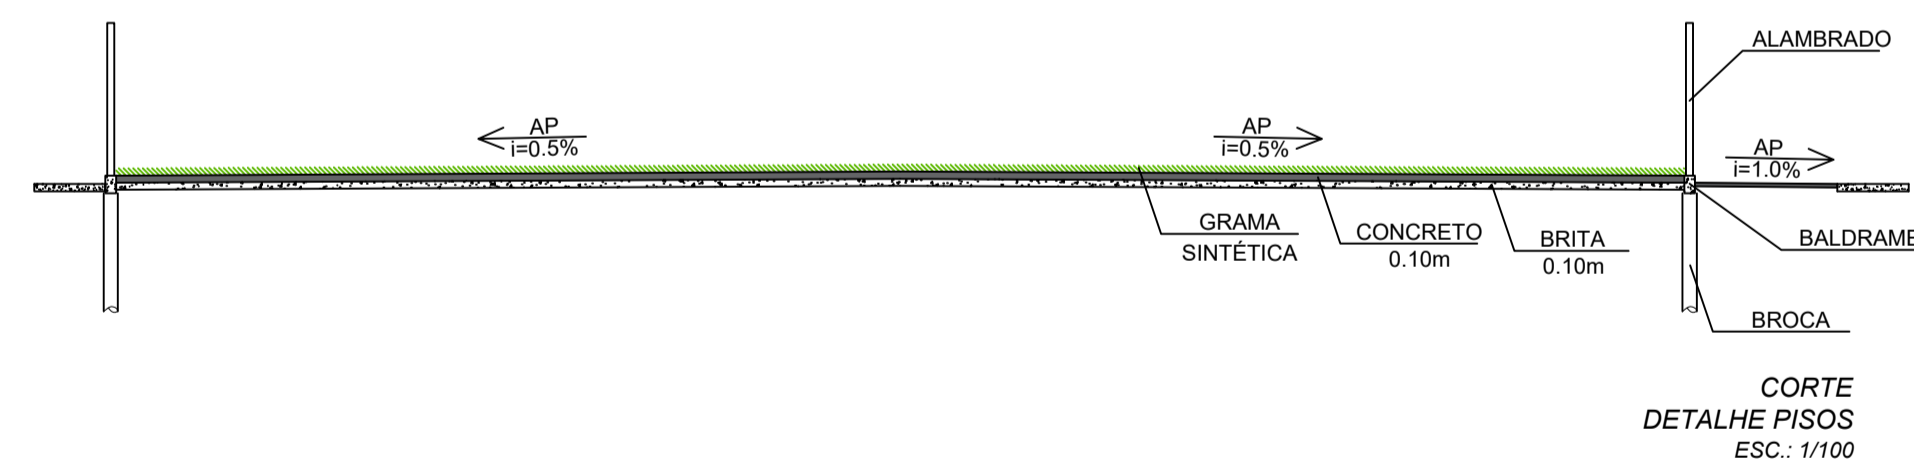 ALAMBRADO
AP
i=0.5%
AP
i=0.5%
AP
i=1.0%
GRAMA
SINTÉTICA
CONCRETO
0.10m
BRITA
0.10m
BALDRAME
BROCA
CORTE
DETALHE PISOS
ESC.: 1/100